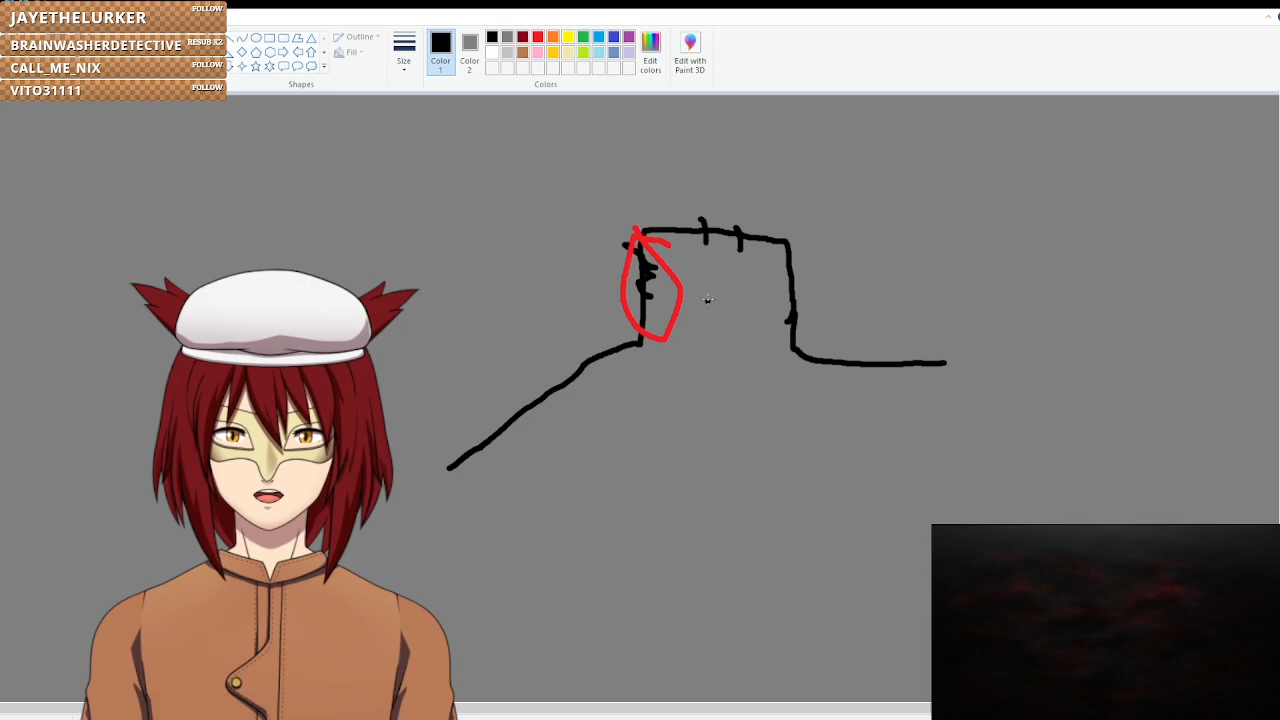 JAYETHELURKER FOLLOW
BRAINWASHERDETECTIVE RESUB X2
CALL_ME_NIX FOLLOW
VITO31111 FOLLOW
Outline
Fill
Shapes
Size
Color 1
Color 2
Edit colors
Colors
Edit with Paint 3D